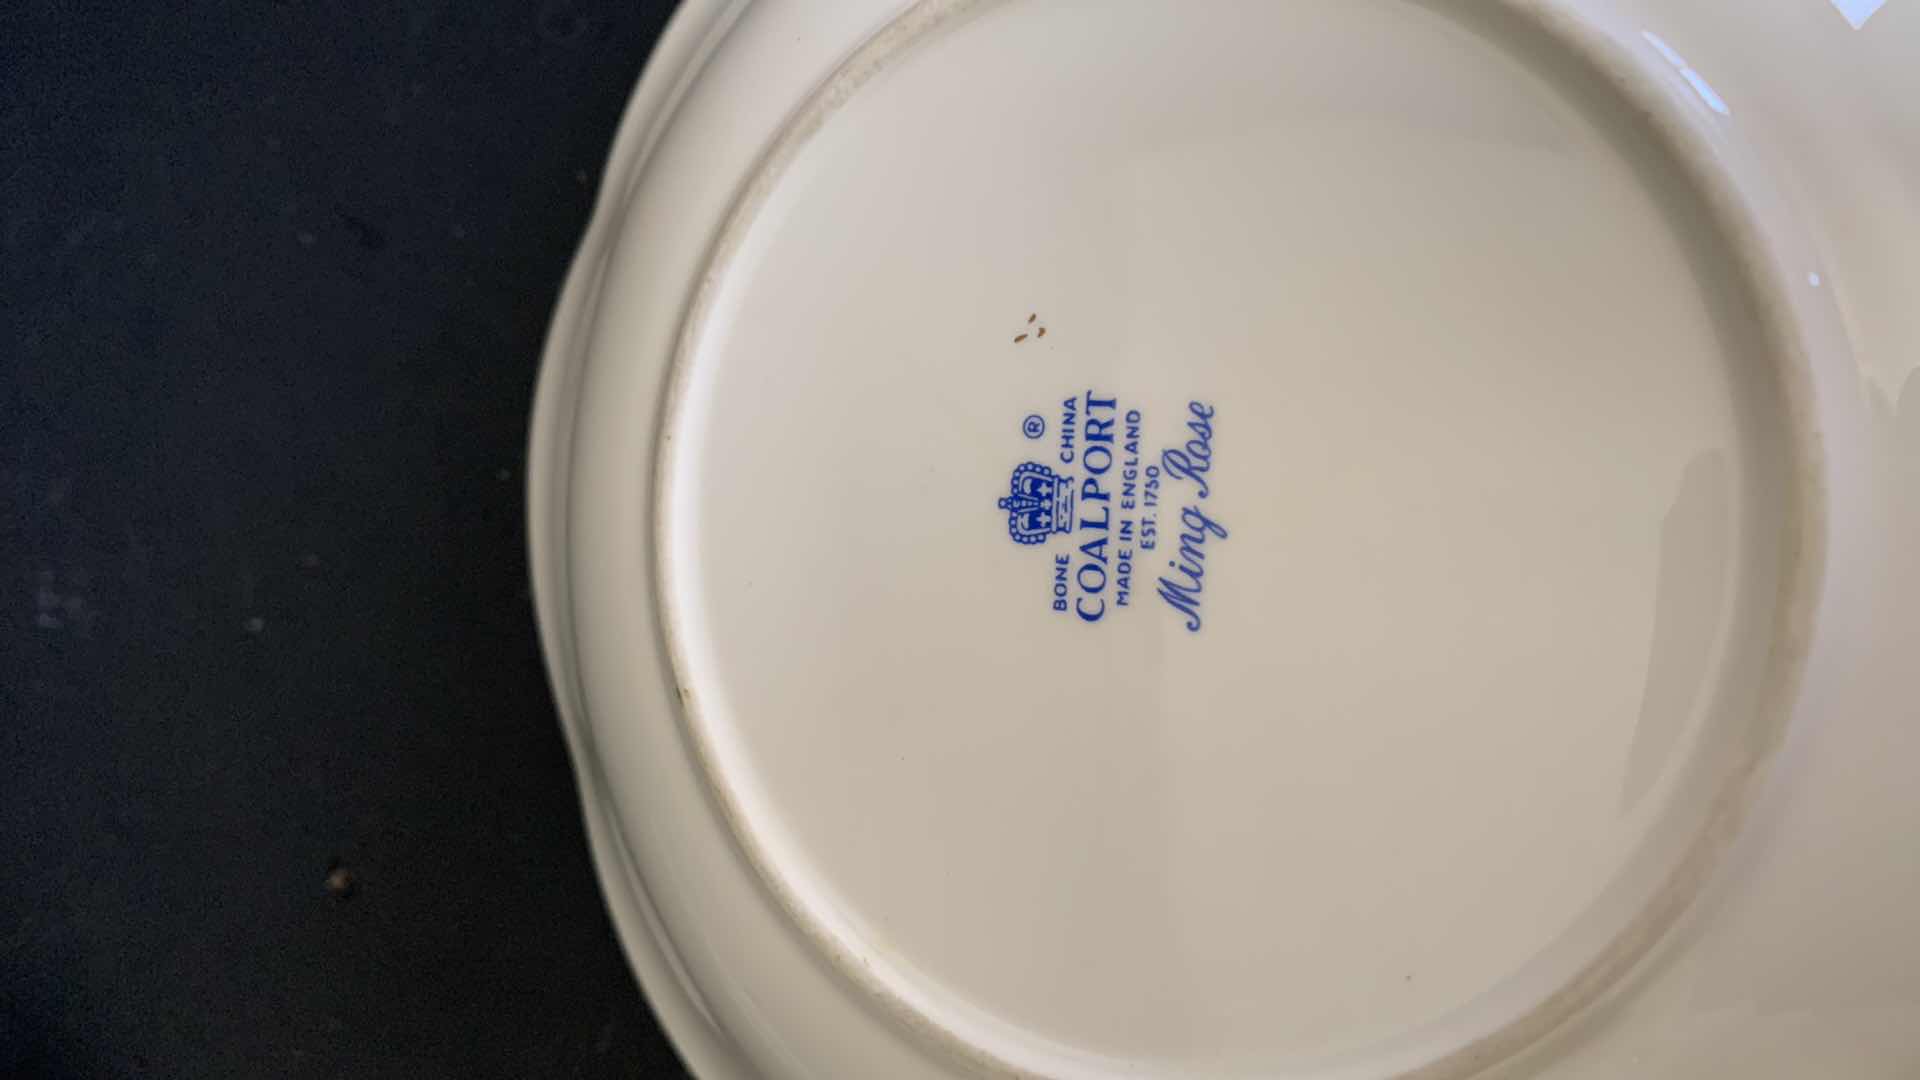 ®
BONE CHINA
COALPORT
MADE IN ENGLAND
EST. 1750
Ming Rose